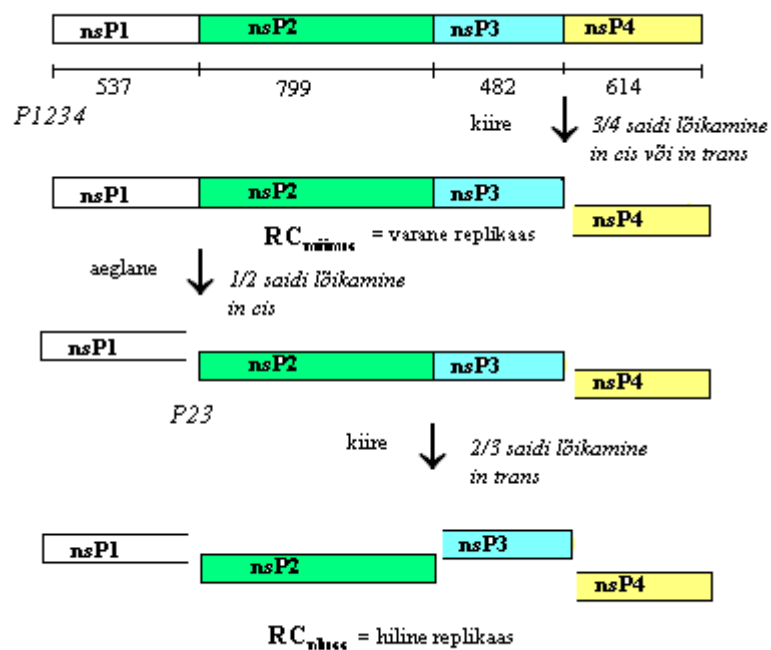 nsP1 nsP2 nsP3 nsP4
537 799 482 614
P1234
kiire
3/4 saidi lõikamine
in cis või in trans
nsP1 nsP2 nsP3
nsP4
RCmiinus = varane replikaas
aeglane
1/2 saidi lõikamine
in cis
nsP1
nsP2 nsP3
nsP4
P23
kiire
2/3 saidi lõikamine
in trans
nsP1
nsP2
nsP3
nsP4
RCpluss = hiline replikaas